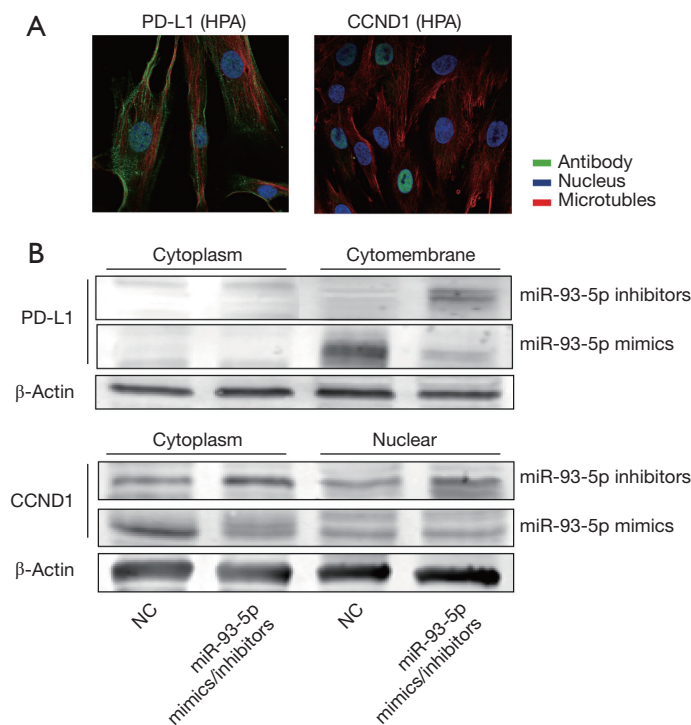 A
PD-L1 (HPA)
CCND1 (HPA)
Antibody
Nucleus
Microtubles
B
Cytoplasm
Cytomembrane
PD-L1
miR-93-5p inhibitors
miR-93-5p mimics
β-Actin
Cytoplasm
Nuclear
CCND1
miR-93-5p inhibitors
miR-93-5p mimics
β-Actin
NC
miR-93-5p
mimics/inhibitors
NC
miR-93-5p
mimics/inhibitors